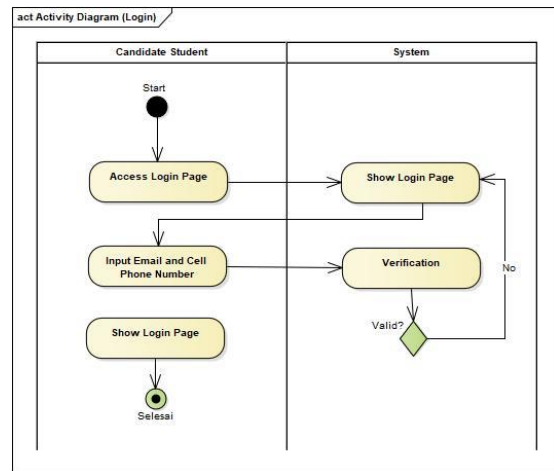 act Activity Diagram (Login)
Candidate Student
System
Start
Access Login Page
Show Login Page
Input Email and Cell
Phone Number
Verification
No
Valid?
Show Login Page
Selesai